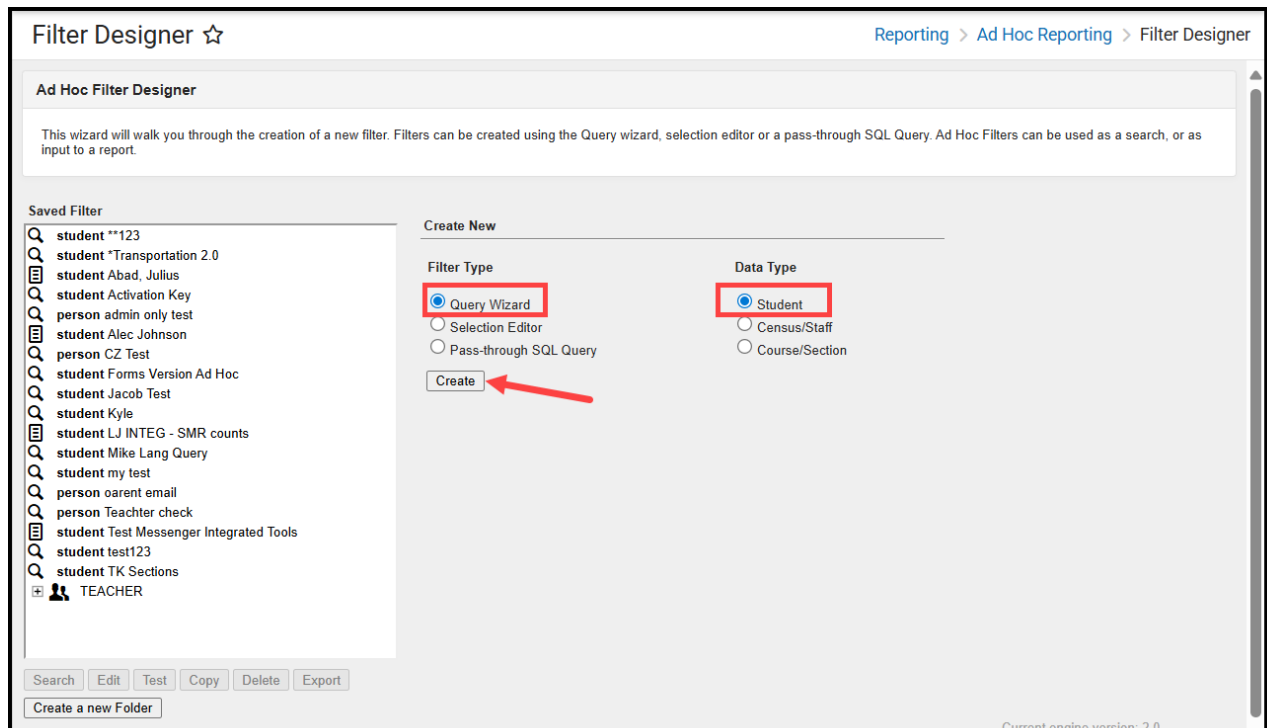 Filter Designer
Reporting > Ad Hoc Reporting > Filter Designer
Ad Hoc Filter Designer
This wizard will walk you through the creation of a new filter. Filters can be created using the Query wizard, selection editor or a pass-through SQL Query. Ad Hoc Filters can be used as a search, or as
input to a report.
Saved Filter
student **123
student *Transportation 2.0
student Abad, Julius
student Activation Key
person admin only test
student Alec Johnson
person CZ Test
student Forms Version Ad Hoc
student Jacob Test
student Kyle
student LJ INTEG - SMR counts
student Mike Lang Query
student my test
person oarent email
person Teachter check
student Test Messenger Integrated Tools
student test123
student TK Sections
TEACHER
Search Edit Test Copy Delete Export
Create a new Folder
Create New
Filter Type
Query Wizard
Selection Editor
Pass-through SQL Query
Create
Data Type
Student
Census/Staff
Course/Section
Current engine version: 2.0